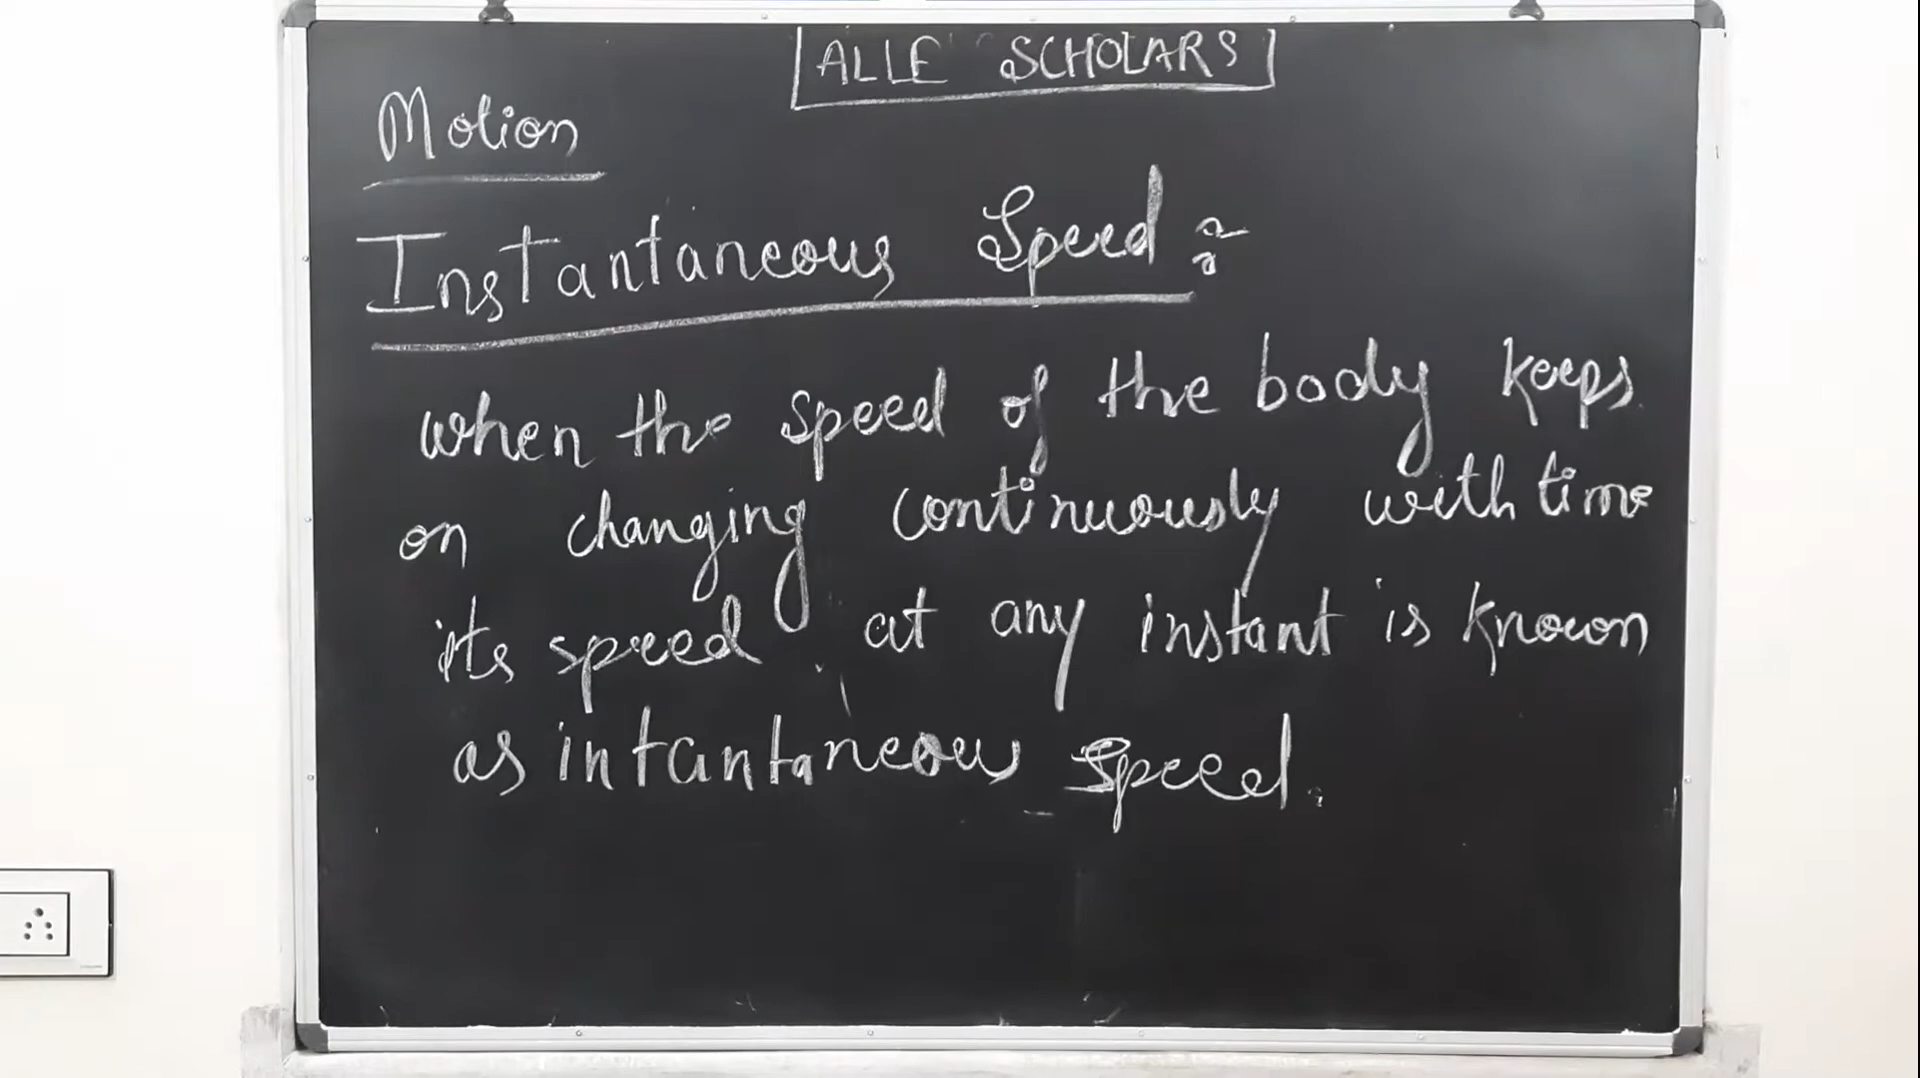 ALLE SCHOLARS
Motion
Instantaneous Speed :-
when the speed of the body keeps
on changing continuously with time
its speed at any instant is known
as intantaneous speed.